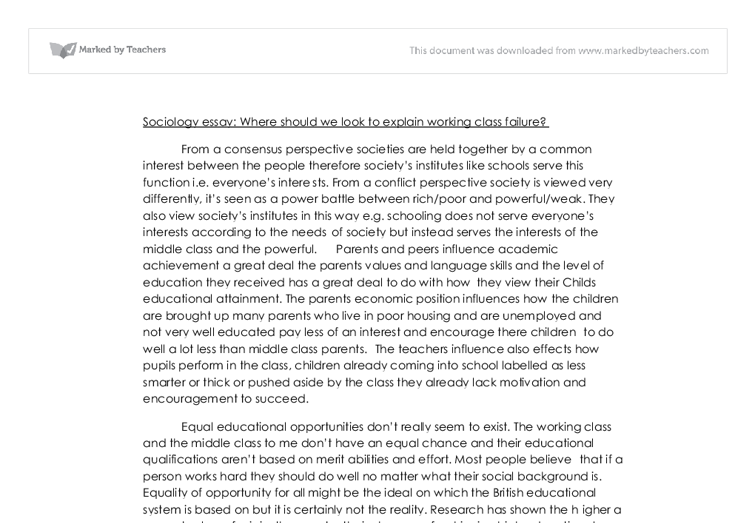 Marked by Teachers
This document was downloaded from www.markedbyteachers.com
Sociology essay: Where should we look to explain working class failure?
From a consensus perspective societies are held together by a common
interest between the people therefore society's institutes like schools serve this
function i.e. everyone's interests. From a conflict perspective society is viewed very
differently, it's seen as a power battle between rich/poor and powerful/weak. They
also view society's institutes in this way e.g. schooling does not serve everyone's
interests according to the needs of society but instead serves the interests of the
middle class and the powerful. Parents and peers influence academic
achievement a great deal the parents values and language skills and the level of
education they received has a great deal to do with how they view their Childs
educational attainment. The parents economic position influences how the children
are brought up many parents who live in poor housing and are unemployed and
not very well educated pay less of an interest and encourage there children to do
well a lot less than middle class parents. The teachers influence also effects how
pupils perform in the class, children already coming into school labelled as less
smarter or thick or pushed aside by the class they already lack motivation and
encouragement to succeed.
Equal educational opportunities don't really seem to exist. The working class
and the middle class to me don't have an equal chance and their educational
qualifications aren't based on merit abilities and effort. Most people believe that if a
person works hard they should do well no matter what their social background is.
Equality of opportunity for all might be the ideal on which the British educational
system is based on but it is certainly not the reality. Research has shown the higher a